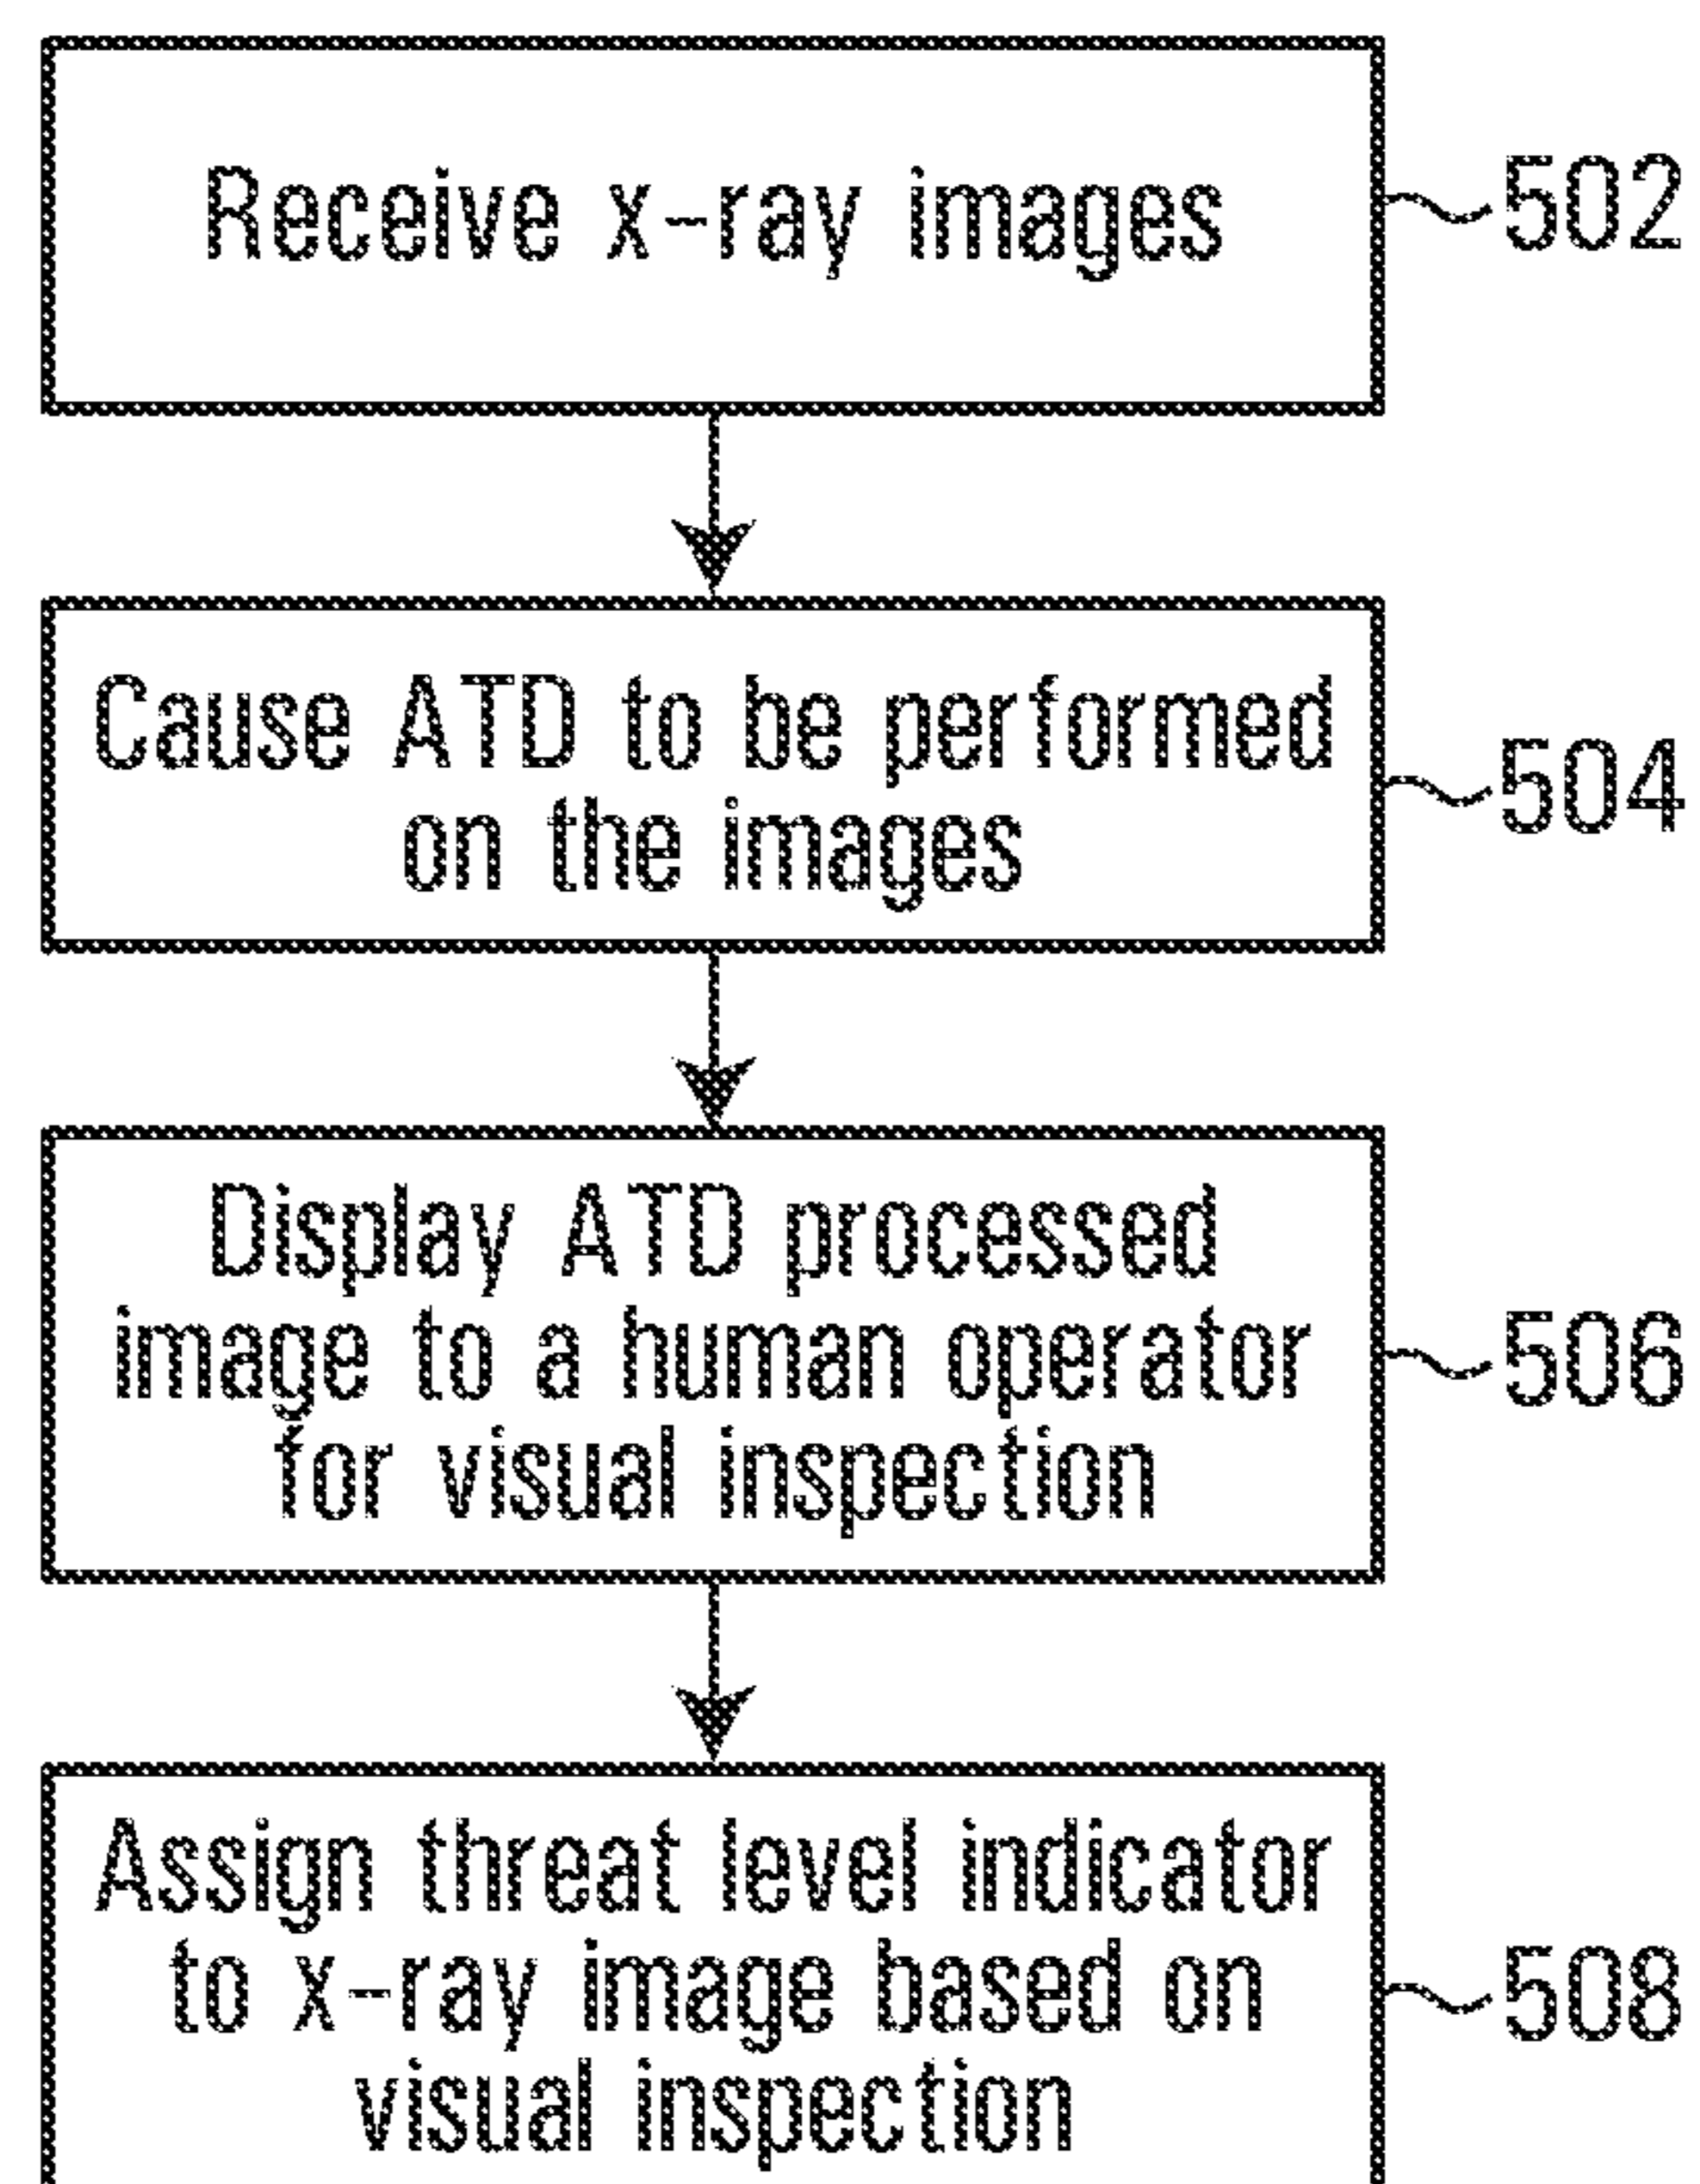 Receive x-ray images
502
Cause ATD to be performed
on the images
504
Display ATD processed
image to a human operator
for visual inspection
506
Assign threat level indicator
to x-ray image based on
visual inspection
508